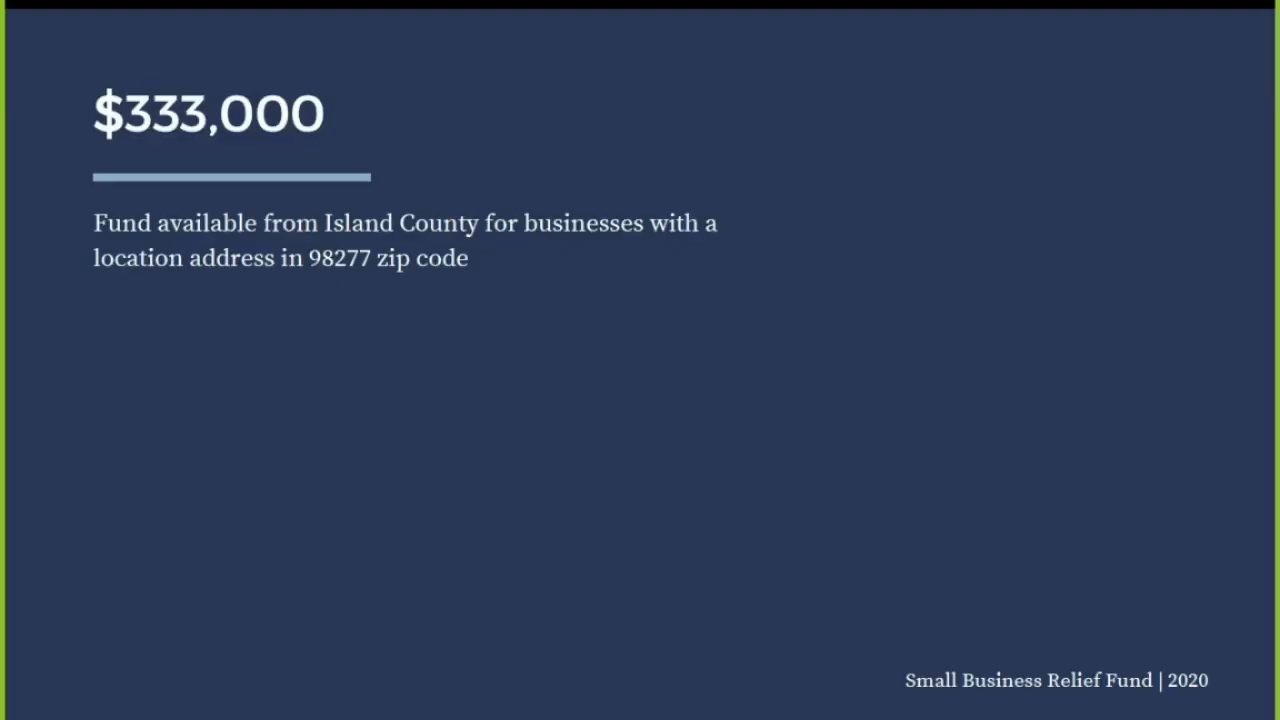 $333,000
Fund available from Island County for businesses with a
location address in 98277 zip code
Small Business Relief Fund | 2020